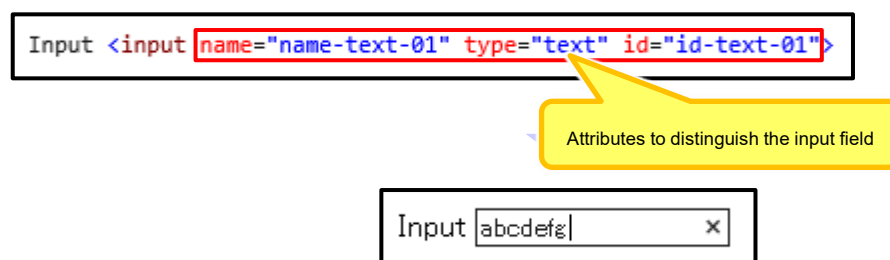 Input <input name="name-text-01" type="text" id="id-text-01">
Attributes to distinguish the input field
Input abcdefg ×